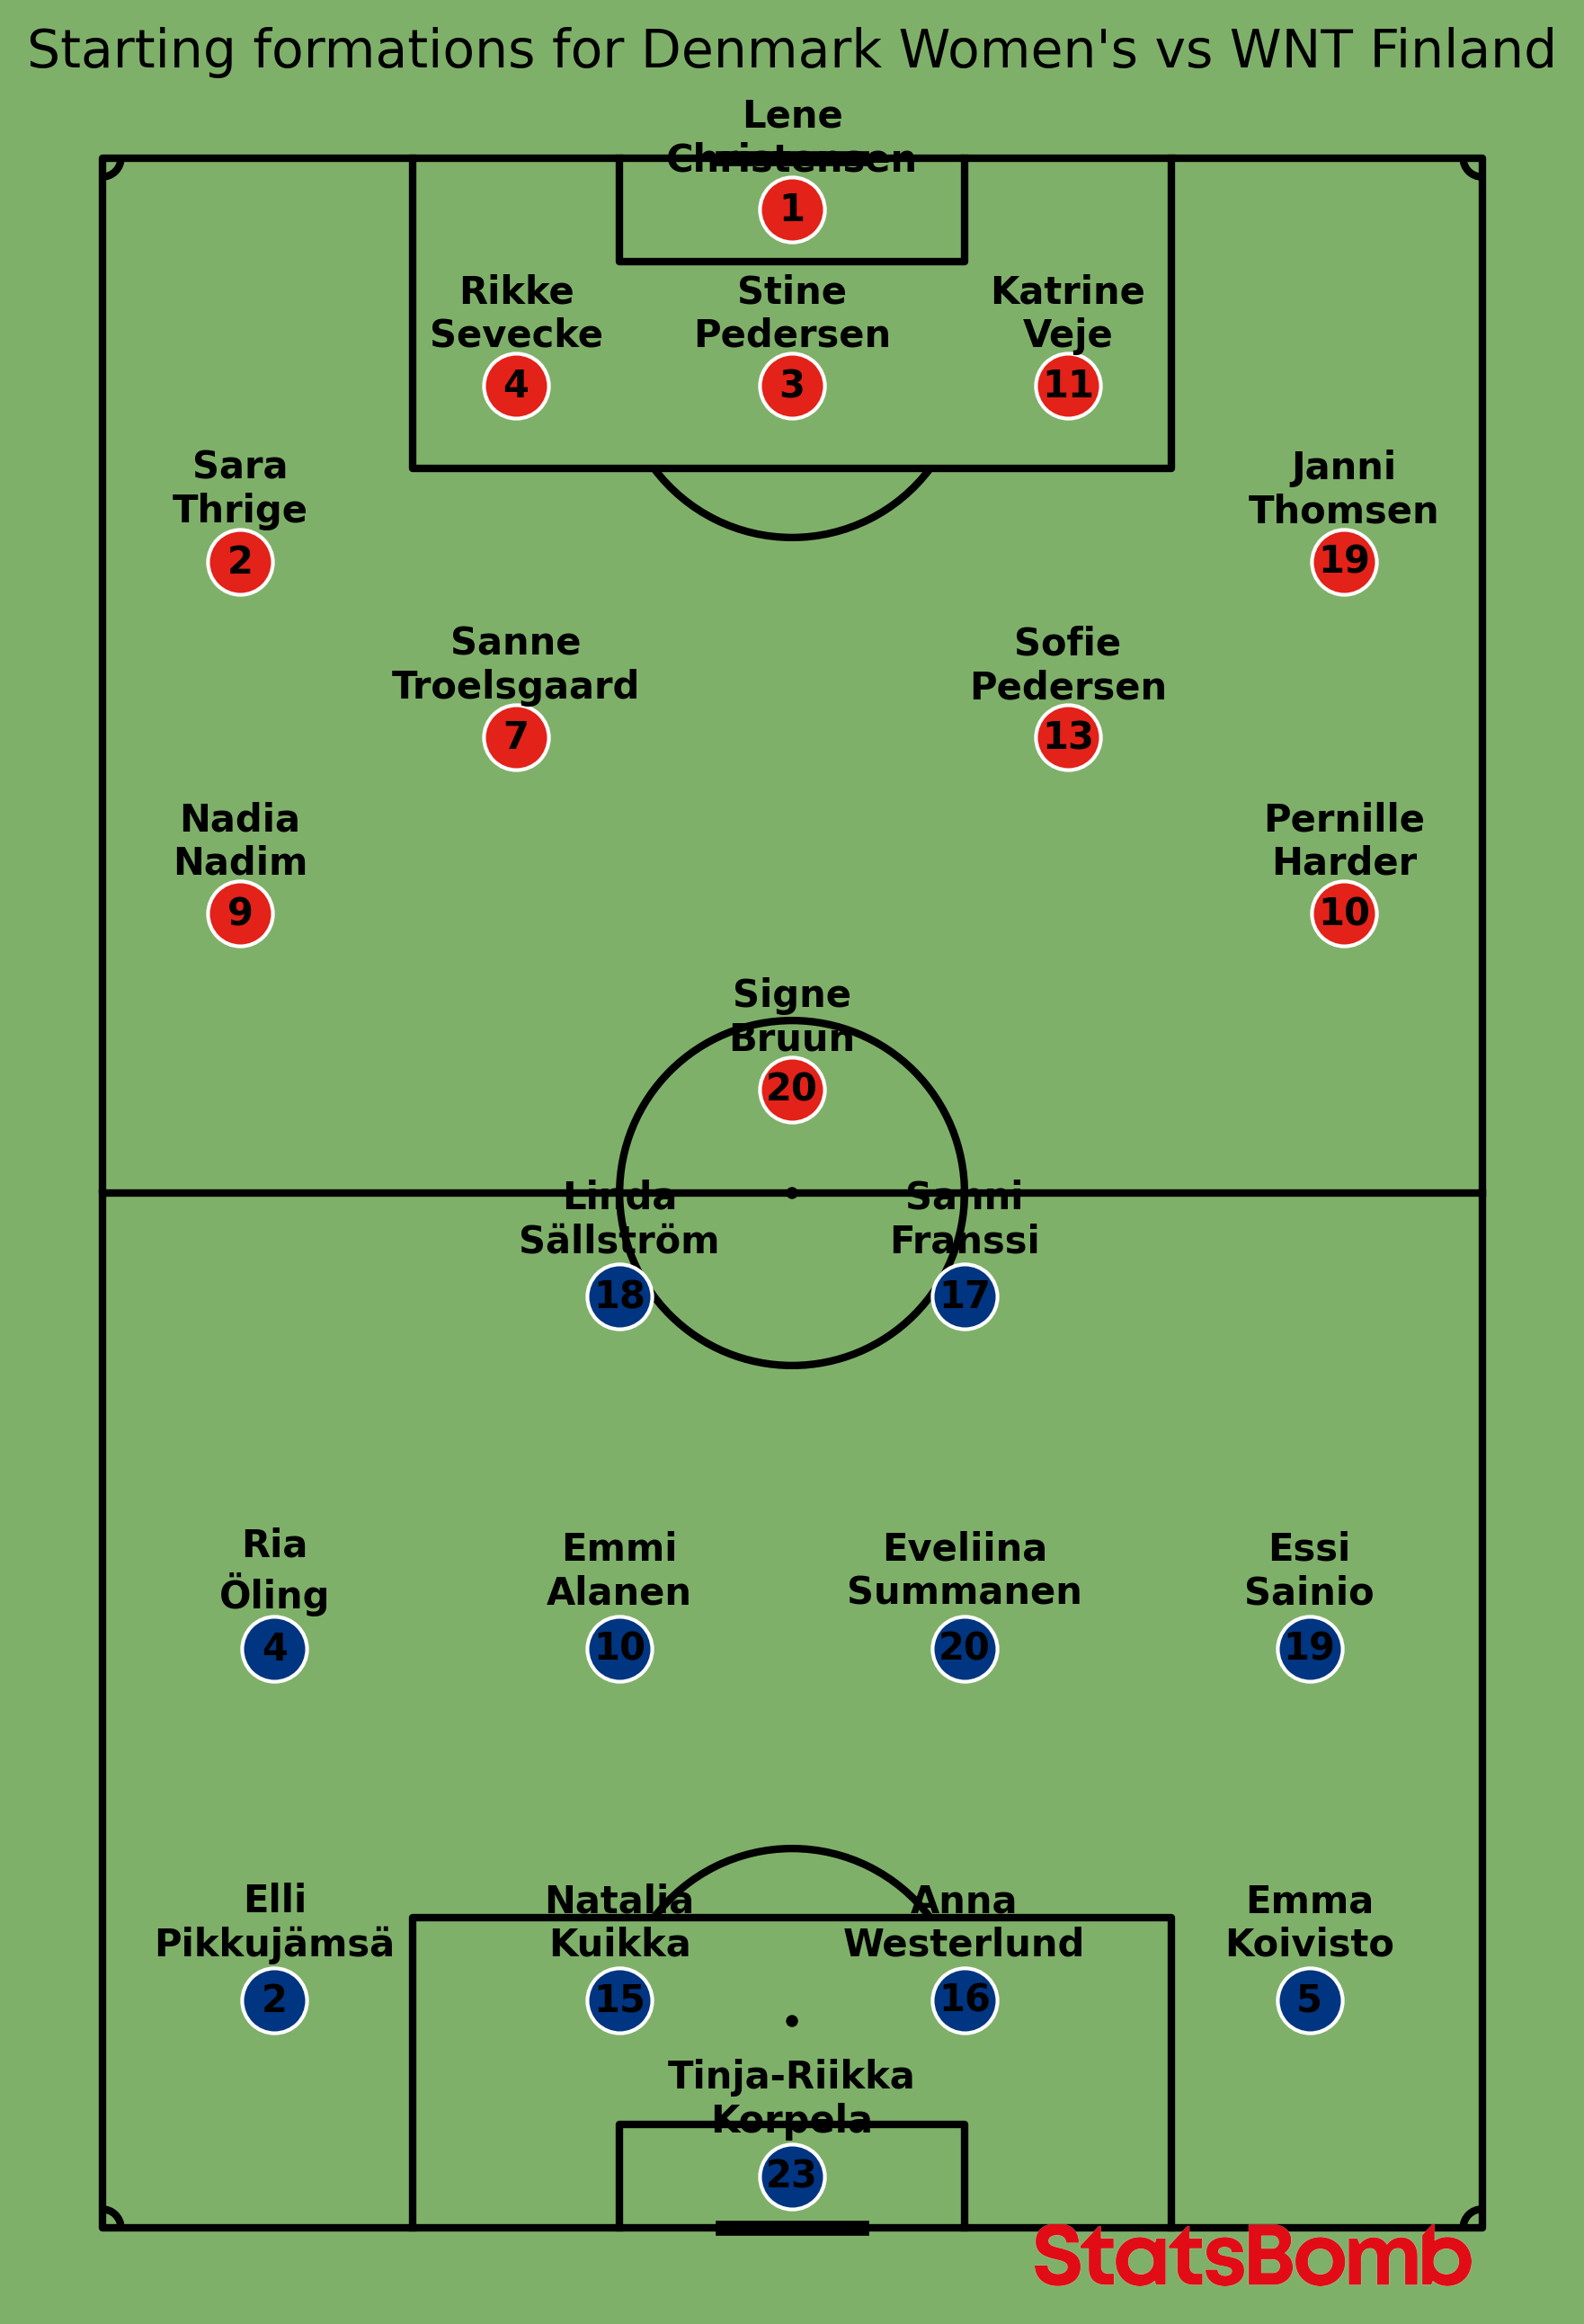 Starting formations for Denmark Women's vs WNT Finland
Lene
Christensen
1
Rikke
Sevecke
4
Stine
Pedersen
3
Katrine
Veje
11
Sara
Thrige
2
Janni
Thomsen
19
Sanne
Troelsgaard
7
Sofie
Pedersen
13
Nadia
Nadim
9
Pernille
Harder
10
Signe
Bruun
20
Linda
Sällström
18
Sanni
Franssi
17
Ria
Öling
4
Emmi
Alanen
10
Eveliina
Summanen
20
Essi
Sainio
19
Elli
Pikkujämsä
2
Natalia
Kuikka
15
Anna
Westerlund
16
Emma
Koivisto
5
Tinja-Riikka
Korpela
23
StatsBomb